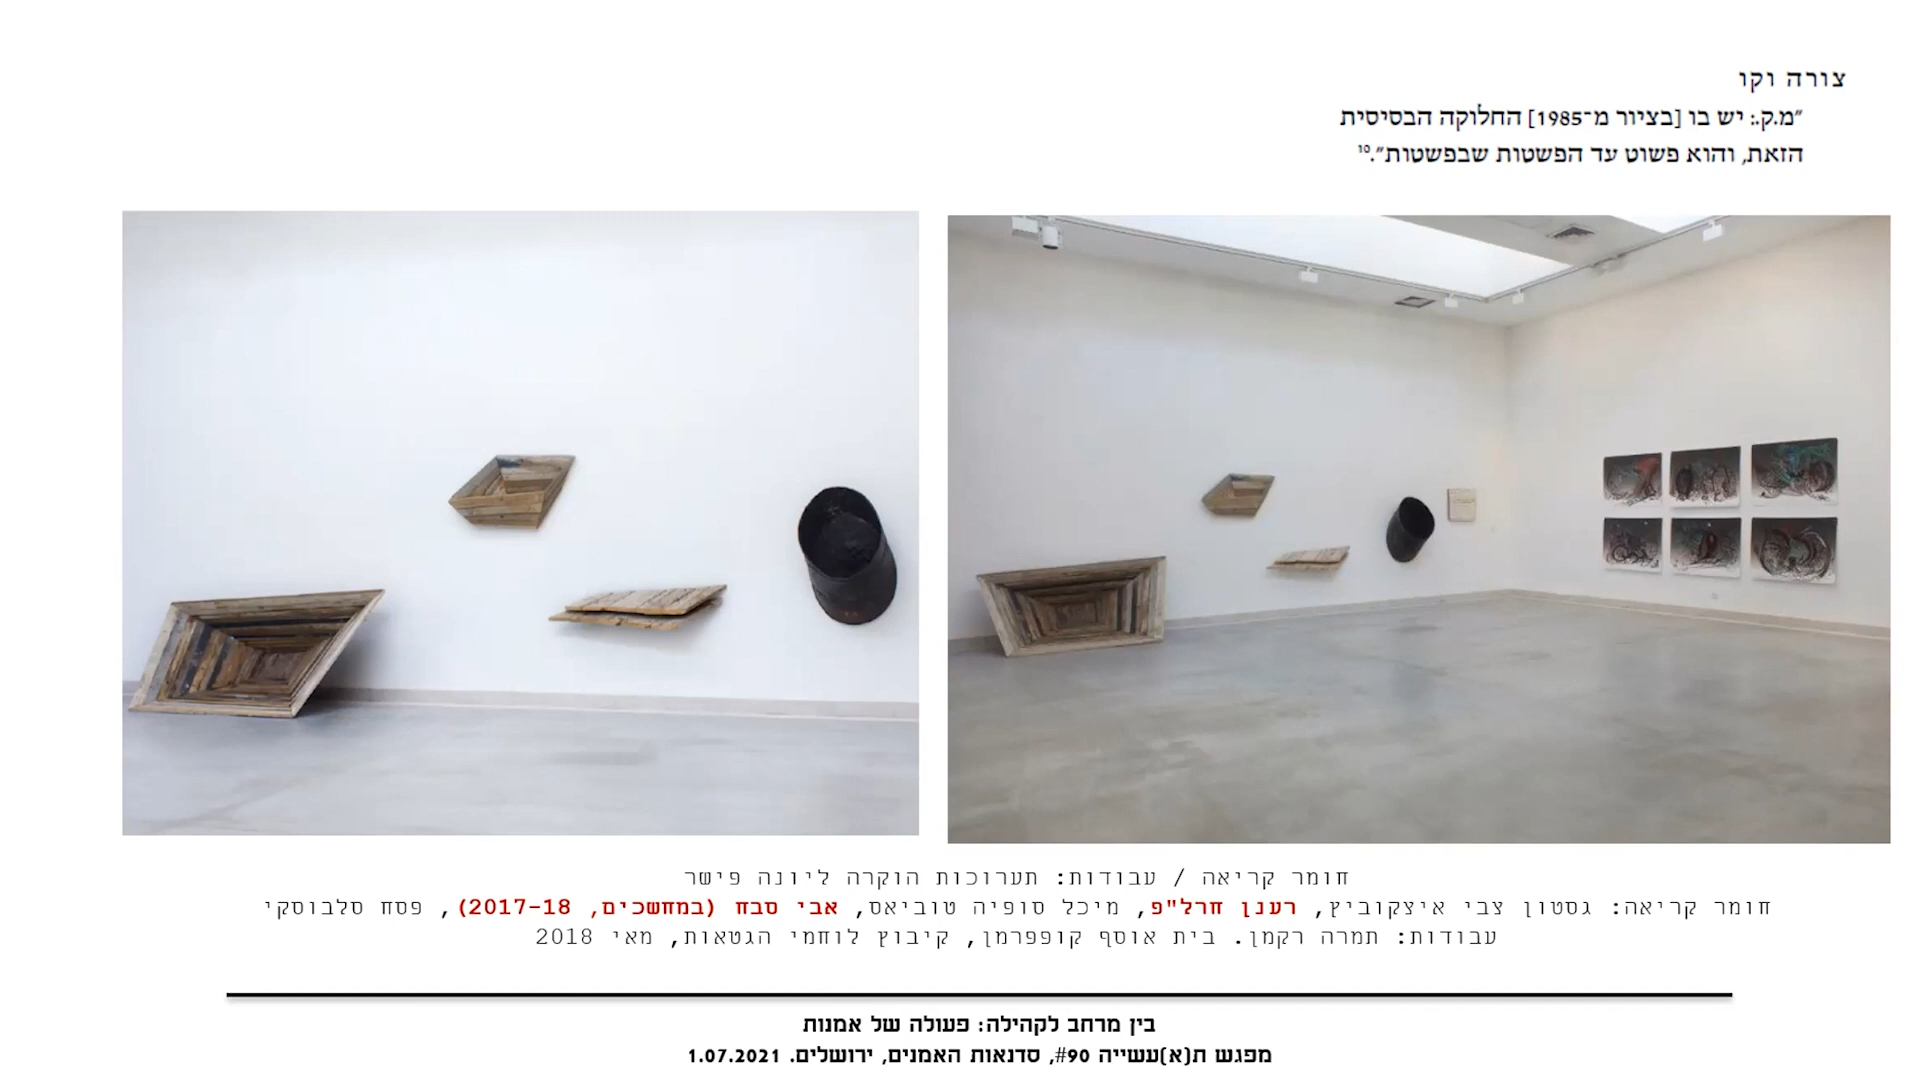 צורה וקו
"מ.ק.: יש בו [בציור מ־1985] החלוקה הבסיסית
הזאת, והוא פשוט עד הפשטות שבפשטות".10
חומר קריאה / עבודות: תערוכות הוקרה ליונה פישר
חומר קריאה: גסטון צבי איצקוביץ, רענן חרל"פ, מיכל סופיה טוביאס, אבי סבח (במחשכים, 2017-18), פסח סלבוסקי
עבודות: תמרה רקמן. בית אוסף קופפרמן, קיבוץ לוחמי הגטאות, מאי 2018
בין מרחב לקהילה: פעולה של אמנות
מפגש ת(א)עשייה #90, סדנאות האמנים, ירושלים. 1.07.2021